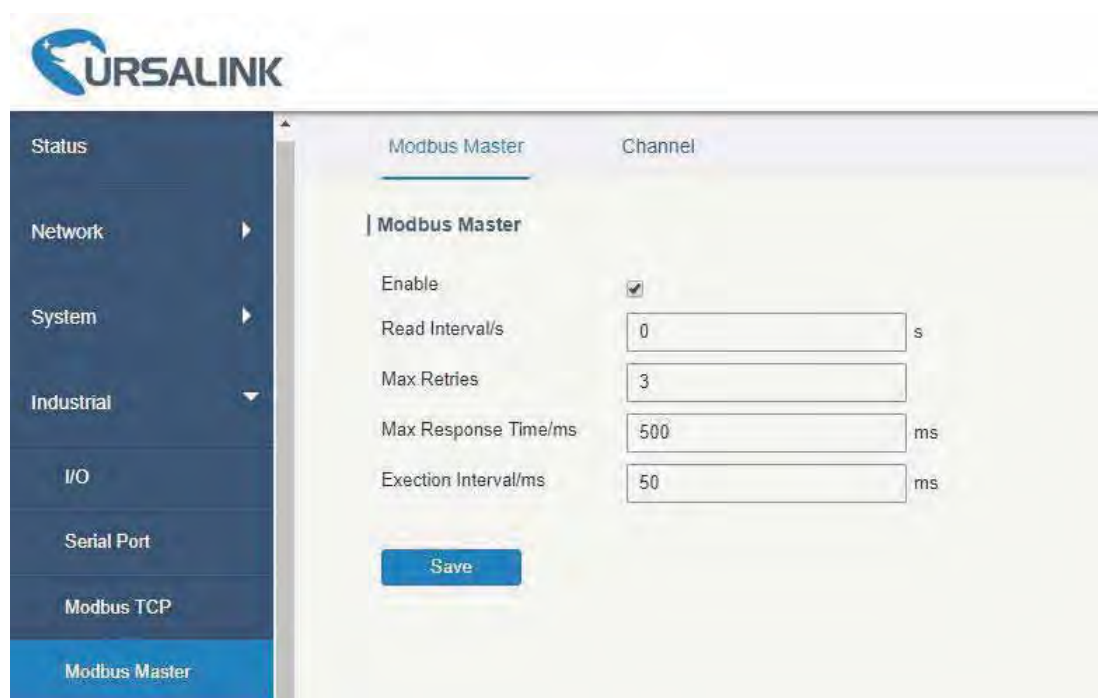 URSALINK
Status
Network
System
Industrial
I/O
Serial Port
Modbus TCP
Modbus Master
Modbus Master Channel
Modbus Master
Enable
Read Interval/s 0 s
Max Retries 3
Max Response Time/ms 500 ms
Exection Interval/ms 50 ms
Save